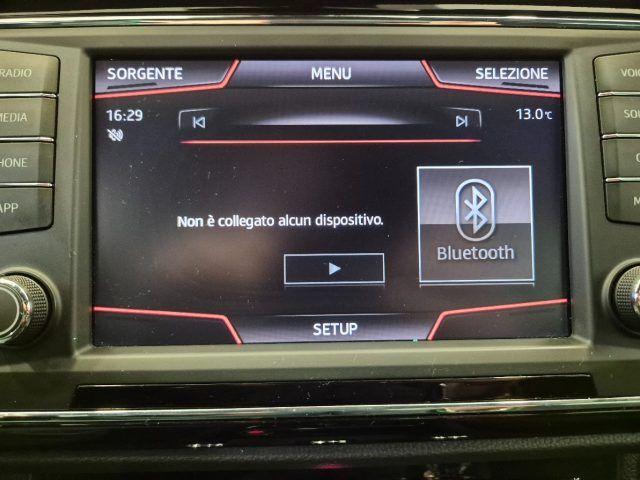 RADIO
SORGENTE MENU SELEZIONE
MEDIA
16:29 13.0°C
PHONE
Non è collegato alcun dispositivo.
APP
Bluetooth
SETUP